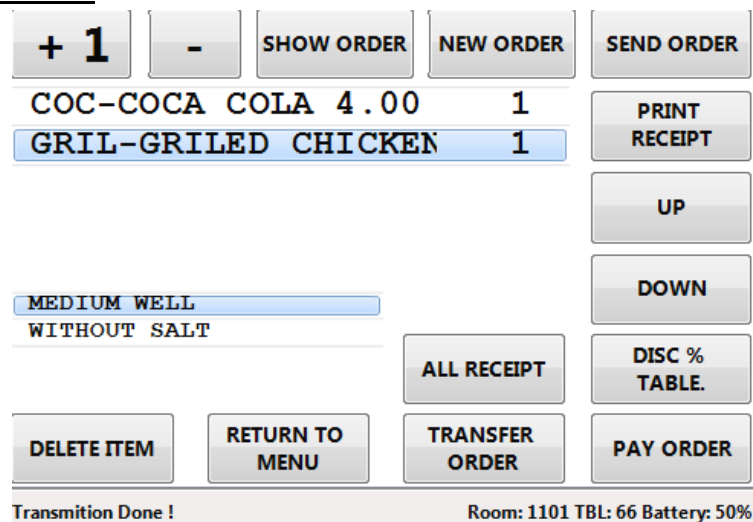 + 1
-
SHOW ORDER
NEW ORDER
SEND ORDER
COC-COCA COLA 4.00 1
GRIL-GRILED CHICKEN 1
PRINT
RECEIPT
UP
DOWN
MEDIUM WELL
WITHOUT SALT
ALL RECEIPT
DISC %
TABLE.
DELETE ITEM
RETURN TO
MENU
TRANSFER
ORDER
PAY ORDER
Transmition Done !
Room: 1101 TBL: 66 Battery: 50%